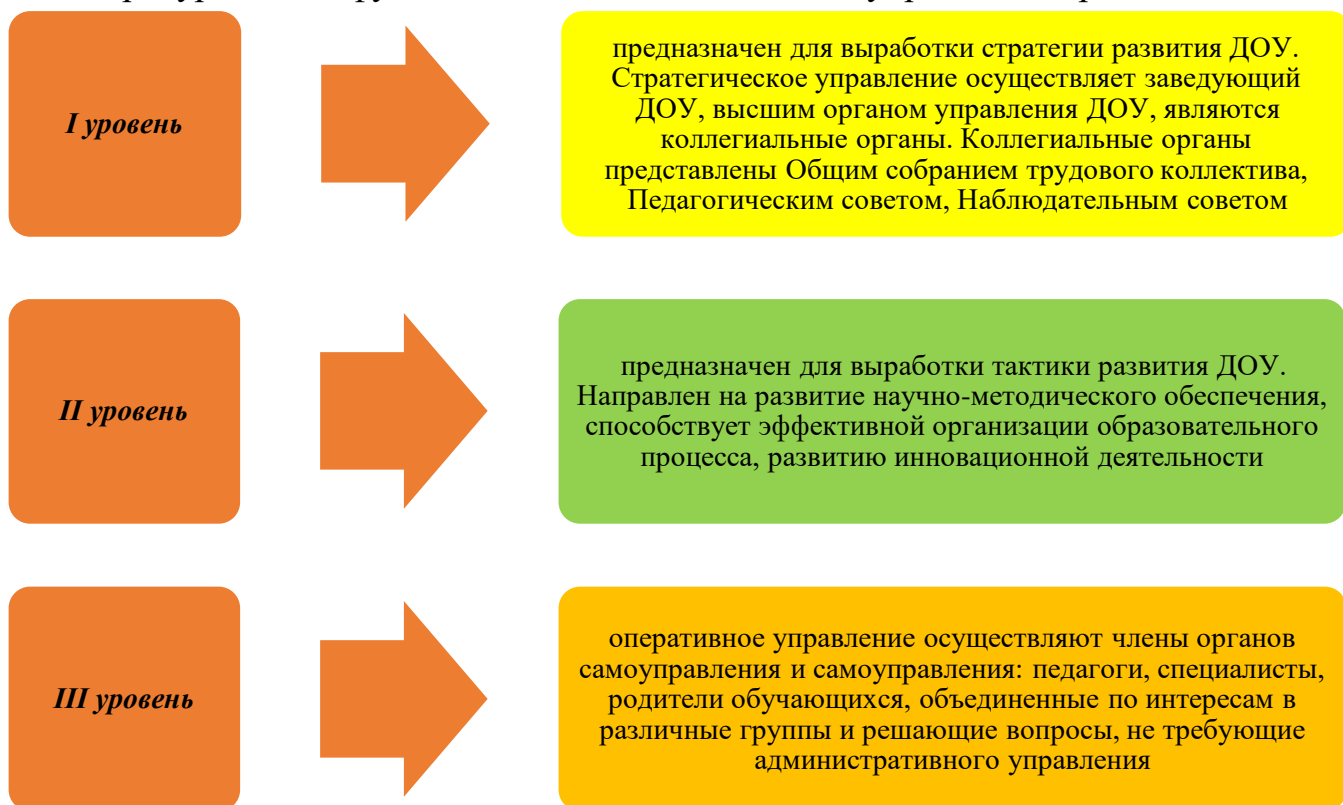 I уровень
предназначен для выработки стратегии развития ДОУ.
Стратегическое управление осуществляет заведующий
ДОУ, высшим органом управления ДОУ, являются
коллегиальные органы. Коллегиальные органы
представлены Общим собранием трудового коллектива,
Педагогическим советом, Наблюдательным советом
II уровень
предназначен для выработки тактики развития ДОУ.
Направлен на развитие научно-методического обеспечения,
способствует эффективной организации образовательного
процесса, развитию инновационной деятельности
III уровень
оперативное управление осуществляют члены органов
самоуправления и самоуправления: педагоги, специалисты,
родители обучающихся, объединенные по интересам в
различные группы и решающие вопросы, не требующие
административного управления